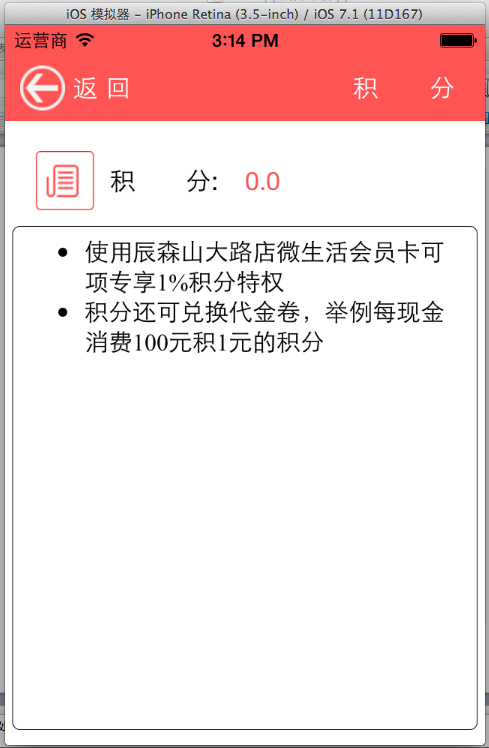 iOS 模拟器 - iPhone Retina (3.5-inch) / iOS 7.1 (11D167)
运营商 3:14 PM
返 回 积 分
积 分: 0.0
• 使用辰森山大路店微生活会员卡可
项专享1%积分特权
• 积分还可兑换代金卷，举例每现金
消费100元积1元的积分